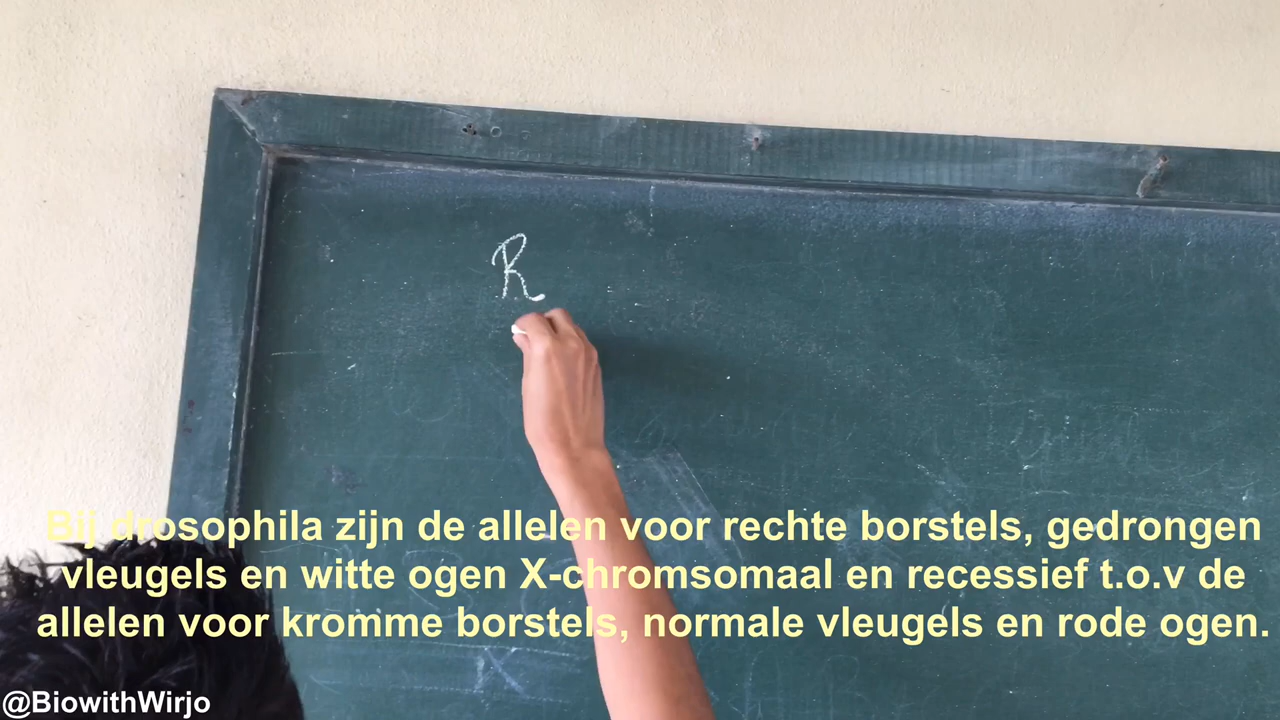 R
Bij drosophila zijn de allelen voor rechte borstels, gedrongen
vleugels en witte ogen X-chromsomaal en recessief t.o.v de
allelen voor kromme borstels, normale vleugels en rode ogen.
@BiowithWirjo